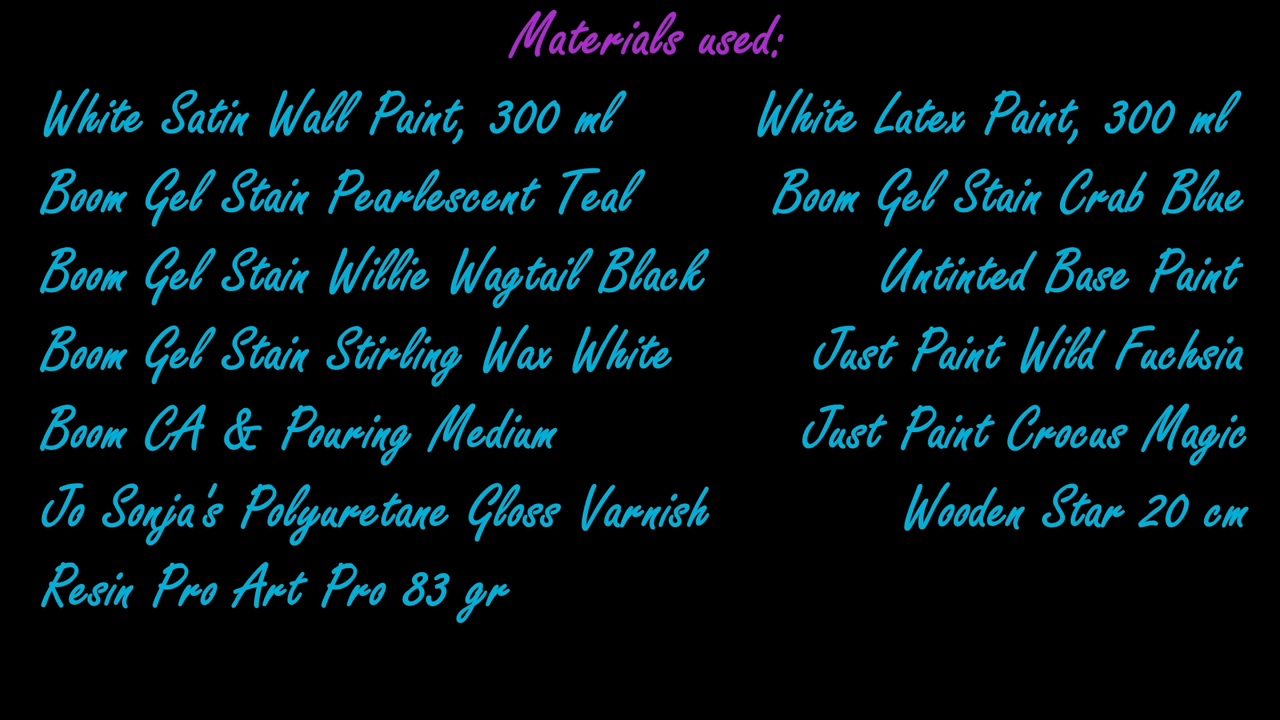 Materials used:
White Satin Wall Paint, 300 ml
White Latex Paint, 300 ml
Boom Gel Stain Pearlescent Teal
Boom Gel Stain Crab Blue
Boom Gel Stain Willie Wagtail Black
Untinted Base Paint
Boom Gel Stain Stirling Wax White
Just Paint Wild Fuchsia
Boom CA & Pouring Medium
Just Paint Crocus Magic
Jo Sonja's Polyuretane Gloss Varnish
Wooden Star 20 cm
Resin Pro Art Pro 83 gr